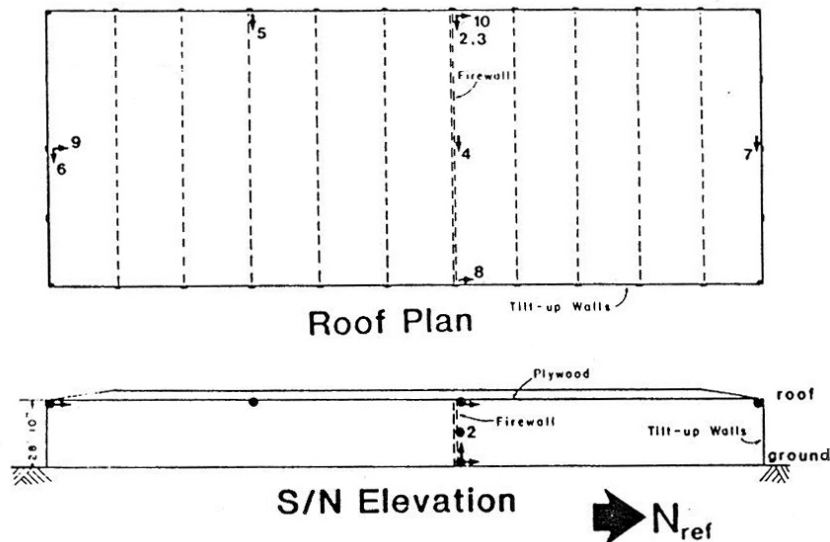 10
5
2.3
Firewall
9
6
4
7
8
Tilt-up Walls
Roof Plan
Plywood
roof
28' 10"
Firewall
2
Tilt-up Walls
ground
S/N Elevation
N ref